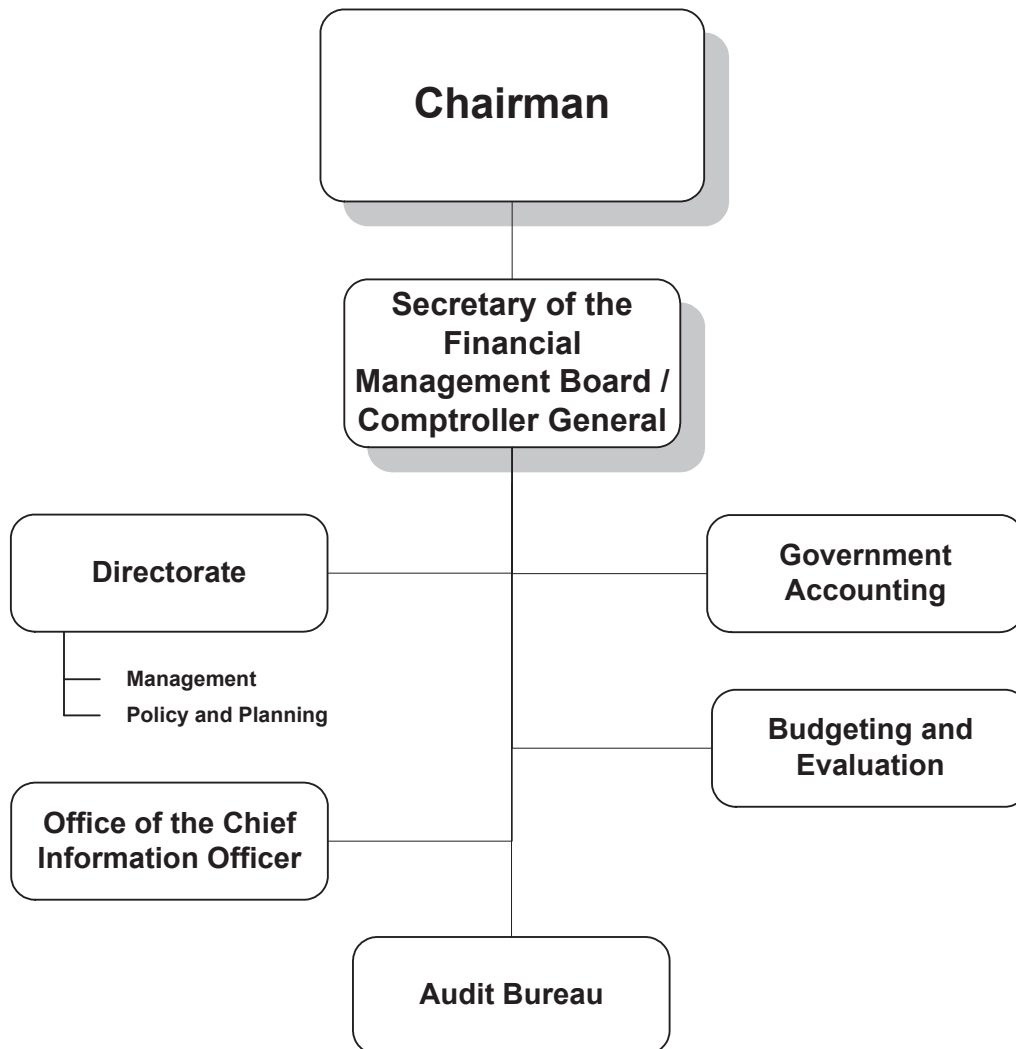 Chairman
Secretary of the
Financial
Management Board /
Comptroller General
Directorate
Management
Policy and Planning
Government
Accounting
Budgeting and
Evaluation
Office of the Chief
Information Officer
Audit Bureau